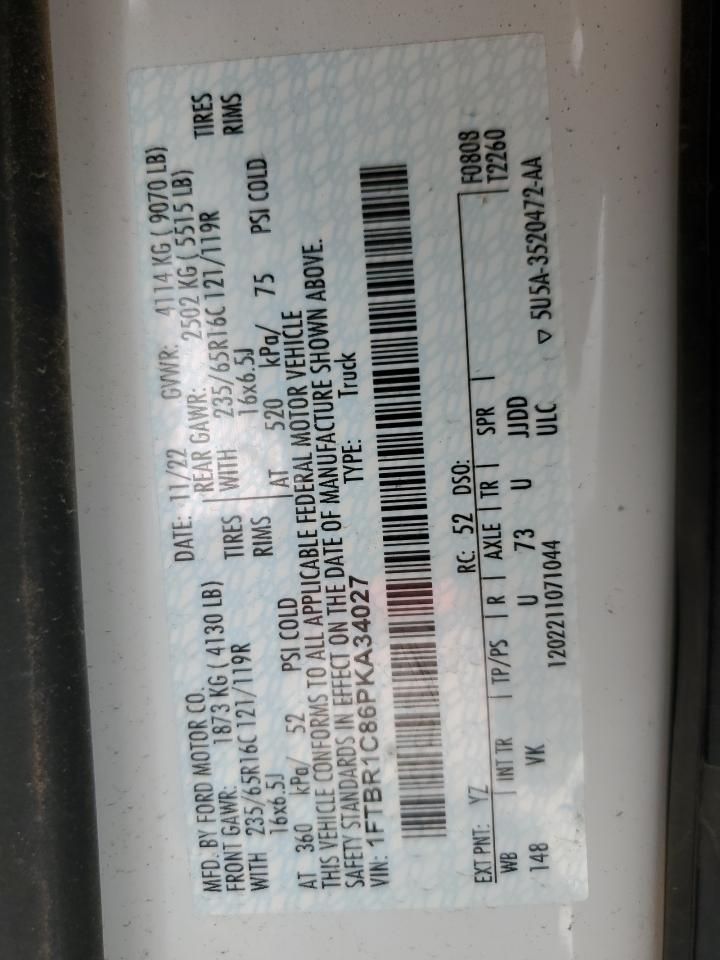 MFD. BY FORD MOTOR CO.
DATE: 11/22 GVWR: 4114 KG ( 9070 LB)
FRONT GAWR: 1873 KG ( 4130 LB)
REAR GAWR: 2502 KG ( 5515 LB)
WITH 235/65R16C 121/119R TIRES
WITH 235/65R16C 121/119R TIRES
16x6.5J RIMS
16x6.5J RIMS
AT 360 kPa/ 52 PSI COLD
AT 520 kPa/ 75 PSI COLD
THIS VEHICLE CONFORMS TO ALL APPLICABLE FEDERAL MOTOR VEHICLE
SAFETY STANDARDS IN EFFECT ON THE DATE OF MANUFACTURE SHOWN ABOVE.
VIN: 1FTBR1C86PKA34027 TYPE: Truck
EXT PNT: YZ RC: 52 DSO: F0808
WB INT TR TP/PS R AXLE TR SPR T2260
148 VK U 73 U JJDD
1202211071044 ULC
▽ 5U5A-3520472-AA